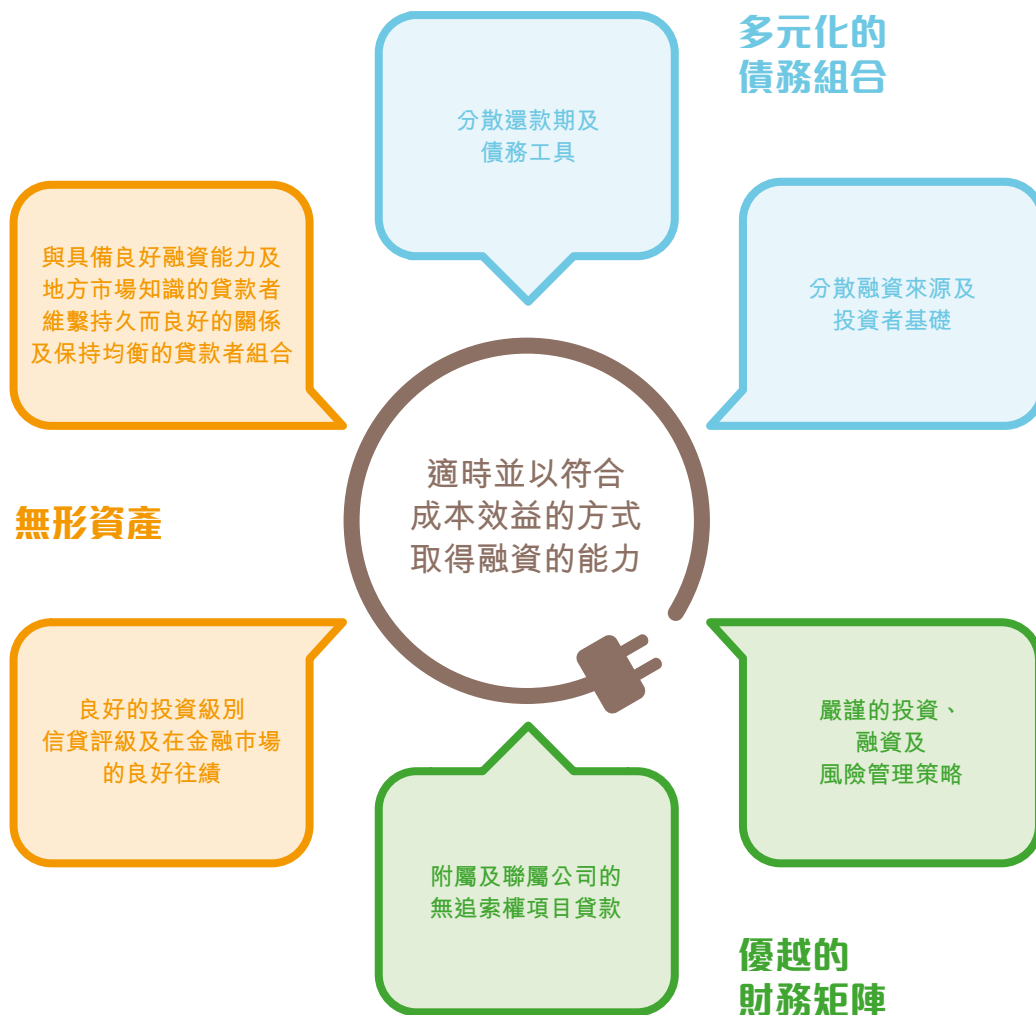 多元化的
債務組合
分散還款期及
債務工具
分散融資來源及
投資者基礎
與具備良好融資能力及
地方市場知識的貸款者
維繫持久而良好的關係
及保持均衡的貸款者組合
適時並以符合
成本效益的方式
取得融資的能力
無形資產
良好的投資級別
信貸評級及在金融市場
的良好往績
嚴謹的投資、
融資及
風險管理策略
附屬及聯屬公司的
無追索權項目貸款
優越的
財務矩陣